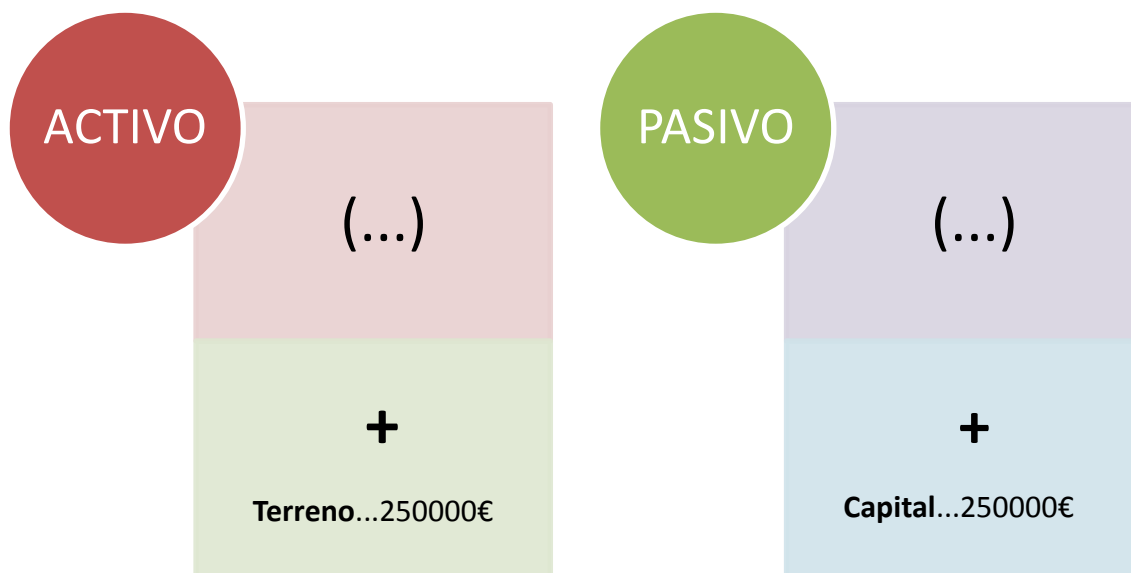 ACTIVO
(...)
+
Terreno...250000€
PASIVO
(...)
+
Capital...250000€